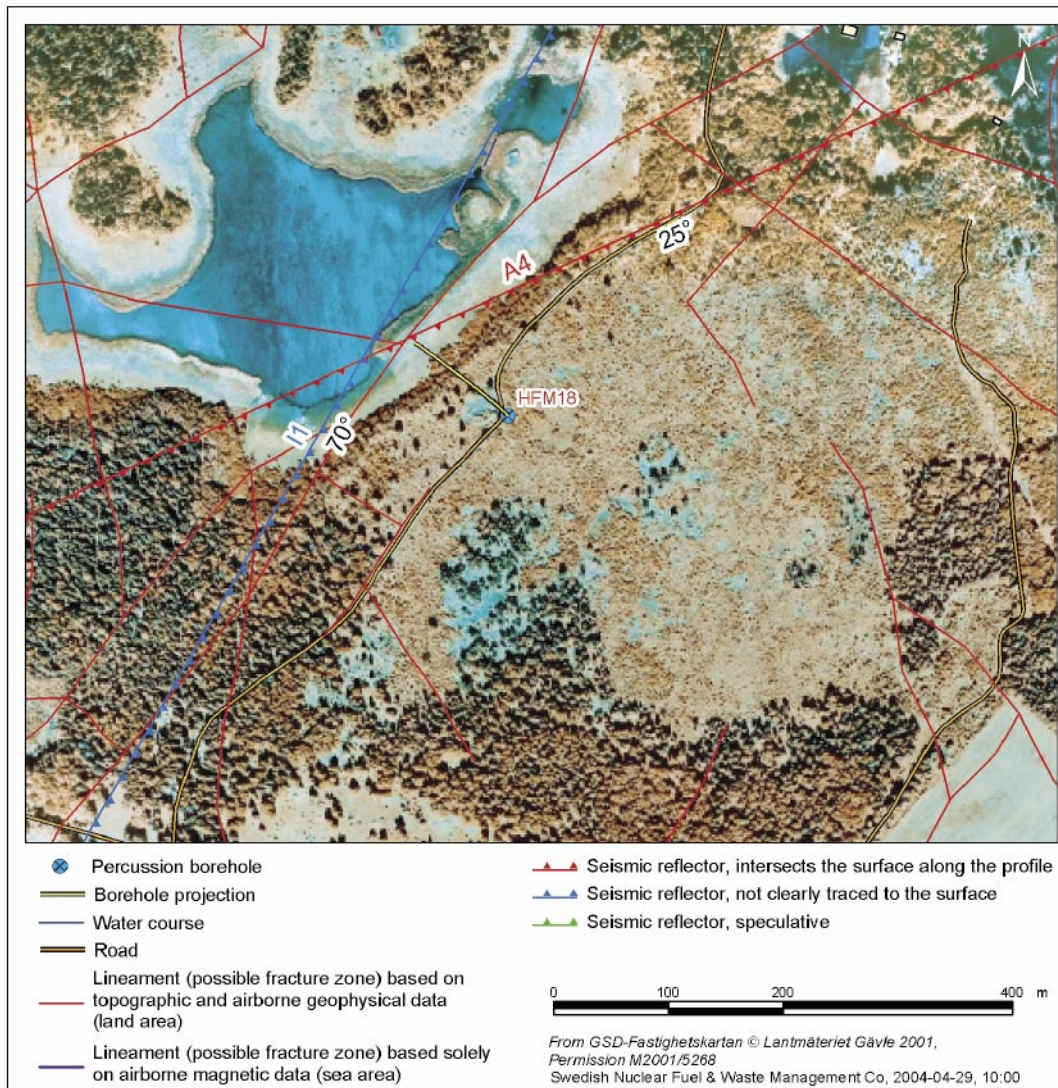 N
25°
A4
HFM18
I1
70°
Percussion borehole
Borehole projection
Water course
Road
Lineament (possible fracture zone) based on
topographic and airborne geophysical data
(land area)
Lineament (possible fracture zone) based solely
on airborne magnetic data (sea area)
Seismic reflector, intersects the surface along the profile
Seismic reflector, not clearly traced to the surface
Seismic reflector, speculative
0 100 200 400 m
From GSD-Fastighetskartan © Lantmäteriet Gävle 2001,
Permission M2001/5268
Swedish Nuclear Fuel & Waste Management Co, 2004-04-29, 10:00